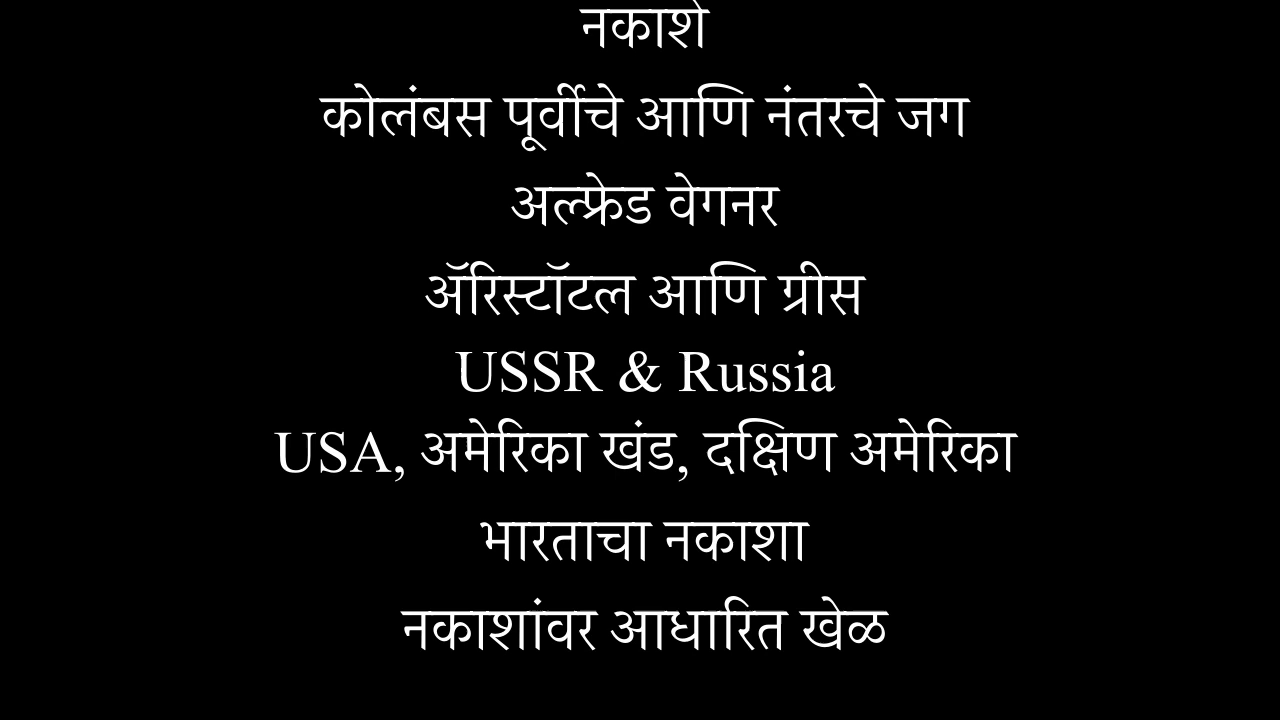 नकाशे
कोलंबस पूर्वीचे आणि नंतरचे जग
अल्फ्रेड वेगनर
ॲरिस्टॉटल आणि ग्रीस
USSR & Russia
USA, अमेरिका खंड, दक्षिण अमेरिका
भारताचा नकाशा
नकाशांवर आधारित खेळ